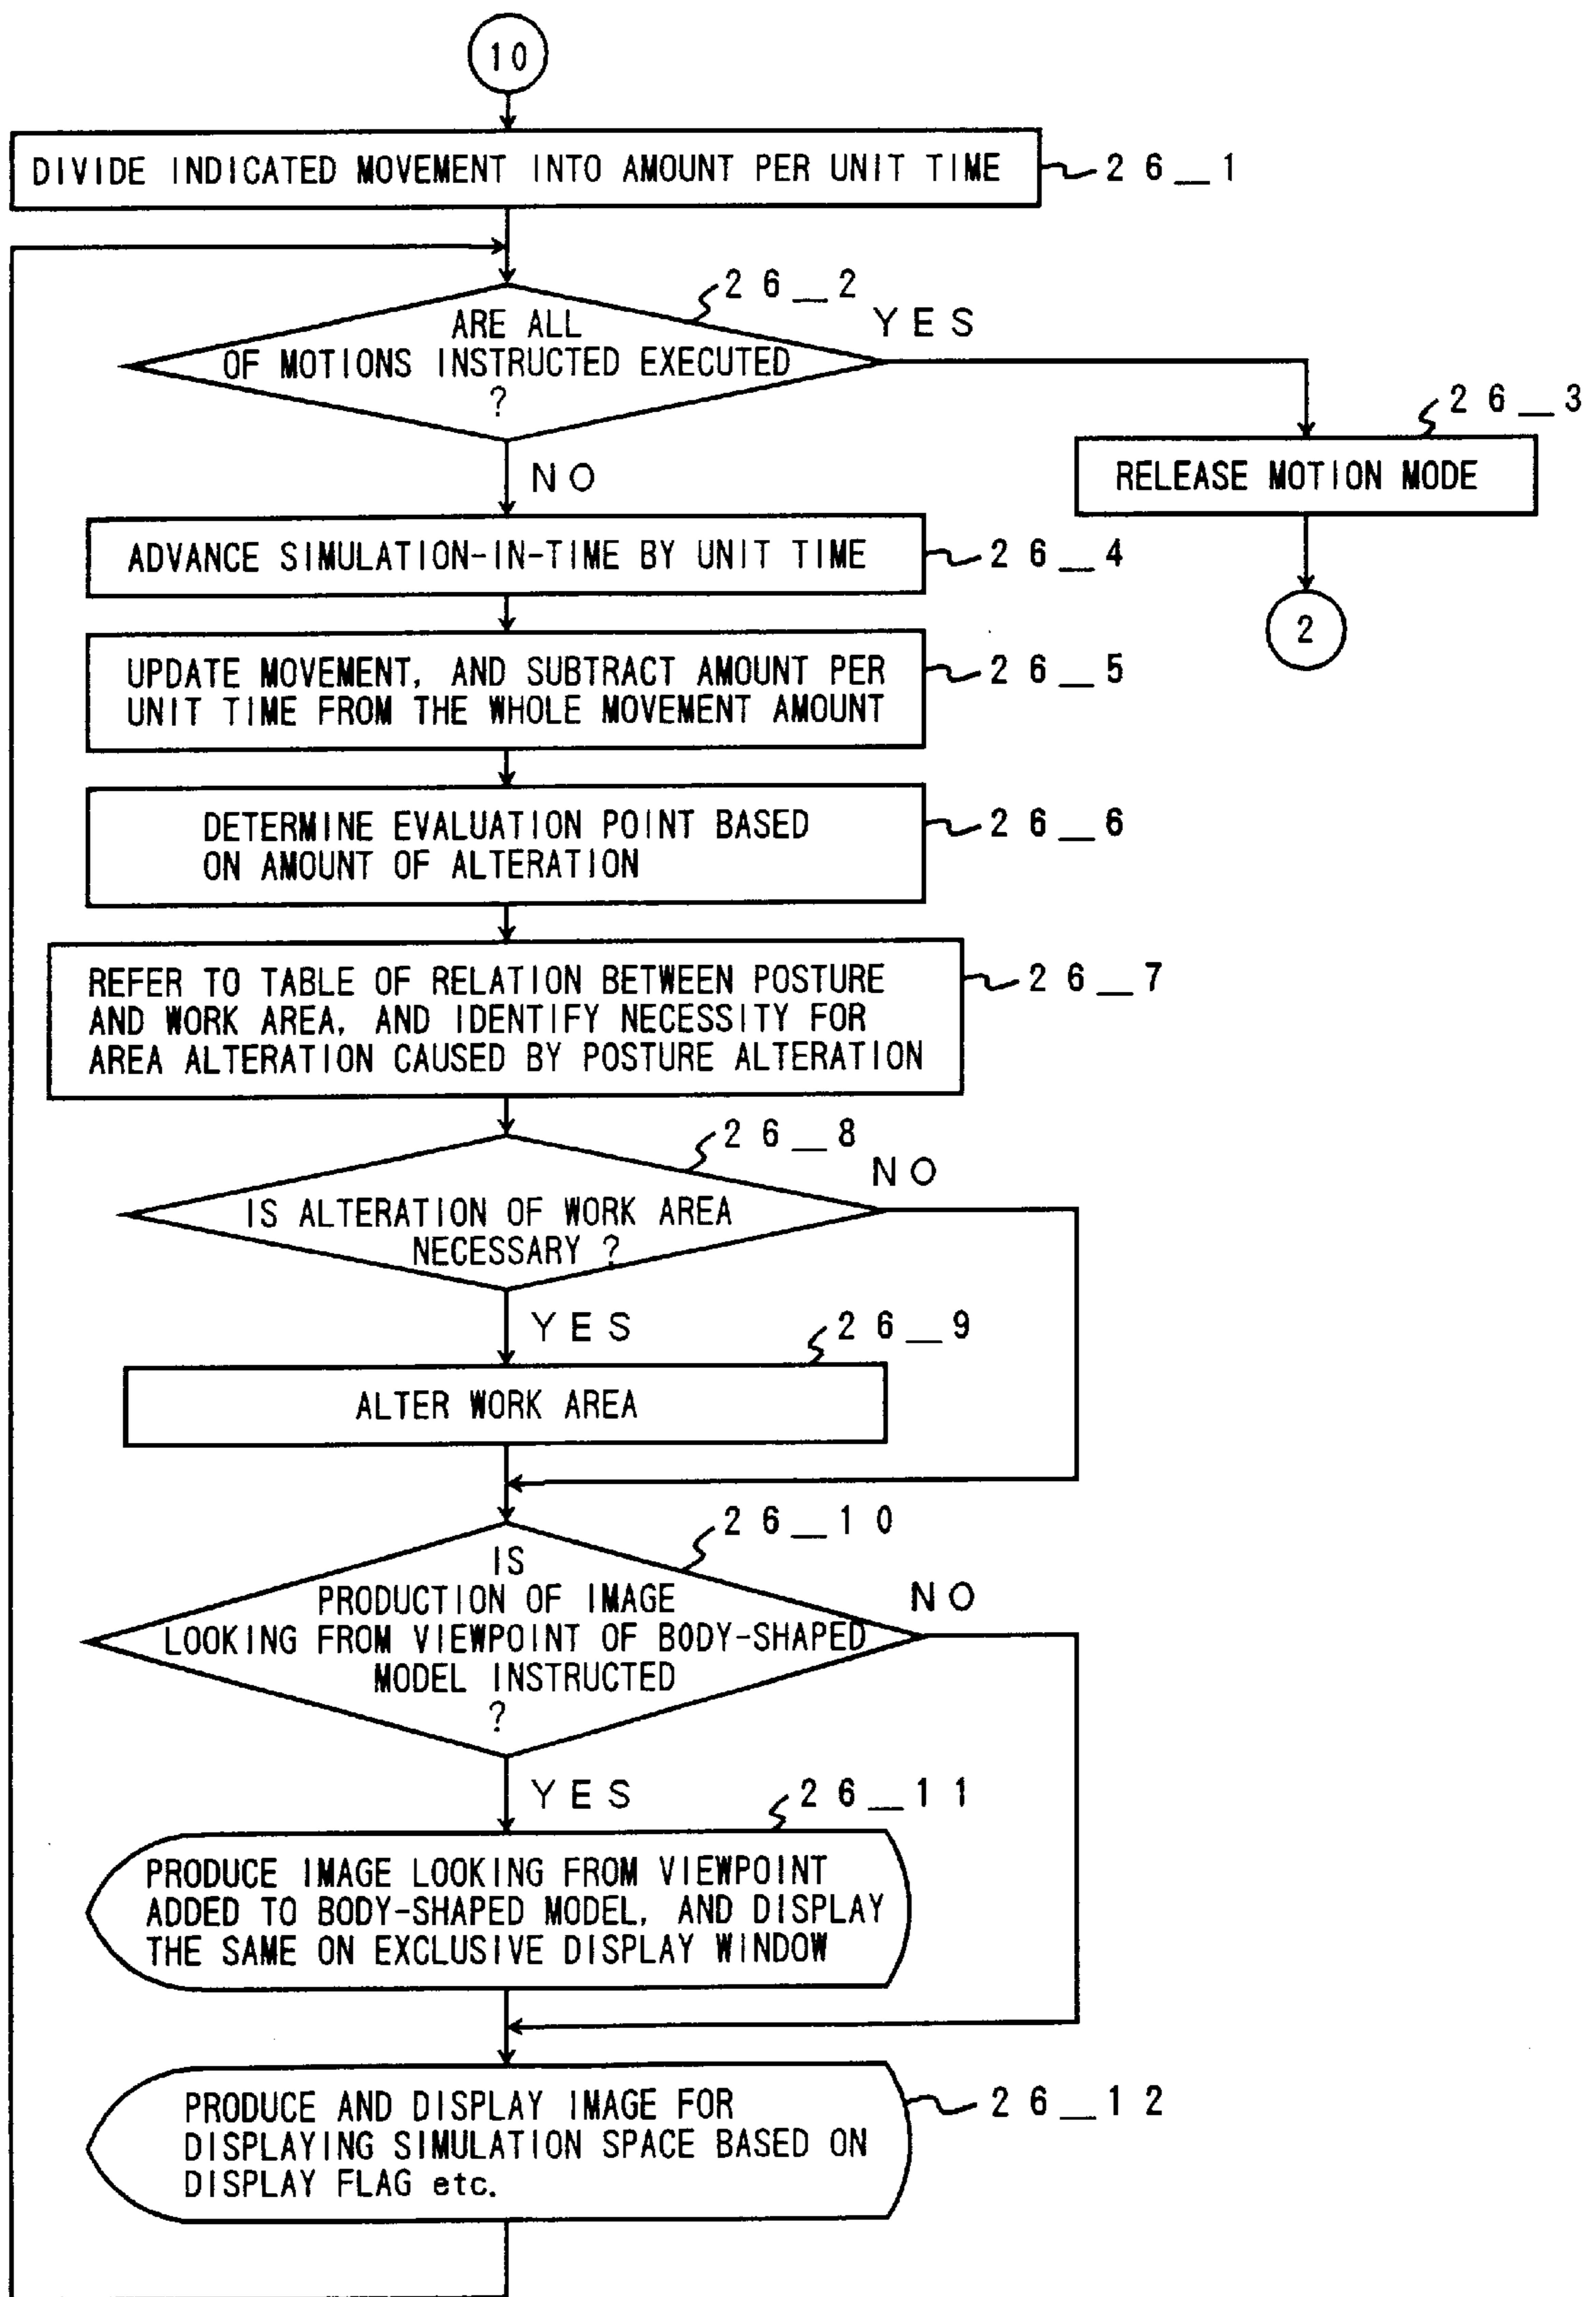 10
DIVIDE INDICATED MOVEMENT INTO AMOUNT PER UNIT TIME
26_1
26_2
YES
ARE ALL
OF MOTIONS INSTRUCTED EXECUTED
?
26_3
RELEASE MOTION MODE
2
NO
ADVANCE SIMULATION-IN-TIME BY UNIT TIME
26_4
UPDATE MOVEMENT, AND SUBTRACT AMOUNT PER
UNIT TIME FROM THE WHOLE MOVEMENT AMOUNT
26_5
DETERMINE EVALUATION POINT BASED
ON AMOUNT OF ALTERATION
26_6
REFER TO TABLE OF RELATION BETWEEN POSTURE
AND WORK AREA, AND IDENTIFY NECESSITY FOR
AREA ALTERATION CAUSED BY POSTURE ALTERATION
26_7
26_8
NO
IS ALTERATION OF WORK AREA
NECESSARY ?
YES
26_9
ALTER WORK AREA
26_10
NO
IS
PRODUCTION OF IMAGE
LOOKING FROM VIEWPOINT OF BODY-SHAPED
MODEL INSTRUCTED
?
YES
26_11
PRODUCE IMAGE LOOKING FROM VIEWPOINT
ADDED TO BODY-SHAPED MODEL, AND DISPLAY
THE SAME ON EXCLUSIVE DISPLAY WINDOW
26_12
PRODUCE AND DISPLAY IMAGE FOR
DISPLAYING SIMULATION SPACE BASED ON
DISPLAY FLAG etc.